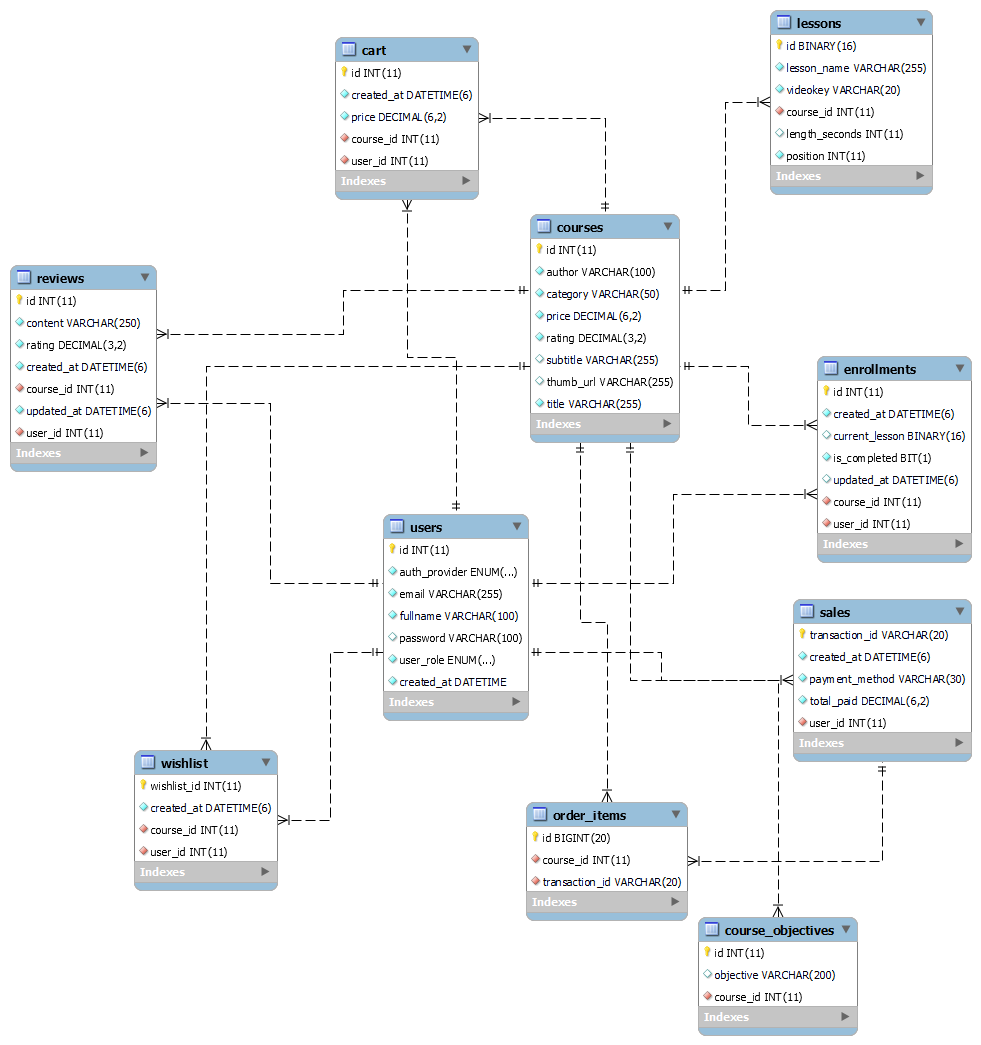 lessons
id BINARY(16)
lesson_name VARCHAR(255)
videokey VARCHAR(20)
course_id INT(11)
length_seconds INT(11)
position INT(11)
Indexes
cart
id INT(11)
created_at DATETIME(6)
price DECIMAL(6,2)
course_id INT(11)
user_id INT(11)
Indexes
courses
id INT(11)
author VARCHAR(100)
category VARCHAR(50)
price DECIMAL(6,2)
rating DECIMAL(3,2)
subtitle VARCHAR(255)
thumb_url VARCHAR(255)
title VARCHAR(255)
Indexes
reviews
id INT(11)
content VARCHAR(250)
rating DECIMAL(3,2)
created_at DATETIME(6)
course_id INT(11)
updated_at DATETIME(6)
user_id INT(11)
Indexes
enrollments
id INT(11)
created_at DATETIME(6)
current_lesson BINARY(16)
is_completed BIT(1)
updated_at DATETIME(6)
course_id INT(11)
user_id INT(11)
Indexes
users
id INT(11)
auth_provider ENUM(...)
email VARCHAR(255)
fullname VARCHAR(100)
password VARCHAR(100)
user_role ENUM(...)
created_at DATETIME
Indexes
sales
transaction_id VARCHAR(20)
created_at DATETIME(6)
payment_method VARCHAR(30)
total_paid DECIMAL(6,2)
user_id INT(11)
Indexes
wishlist
wishlist_id INT(11)
created_at DATETIME(6)
course_id INT(11)
user_id INT(11)
Indexes
order_items
id BIGINT(20)
course_id INT(11)
transaction_id VARCHAR(20)
Indexes
course_objectives
id INT(11)
objective VARCHAR(200)
course_id INT(11)
Indexes